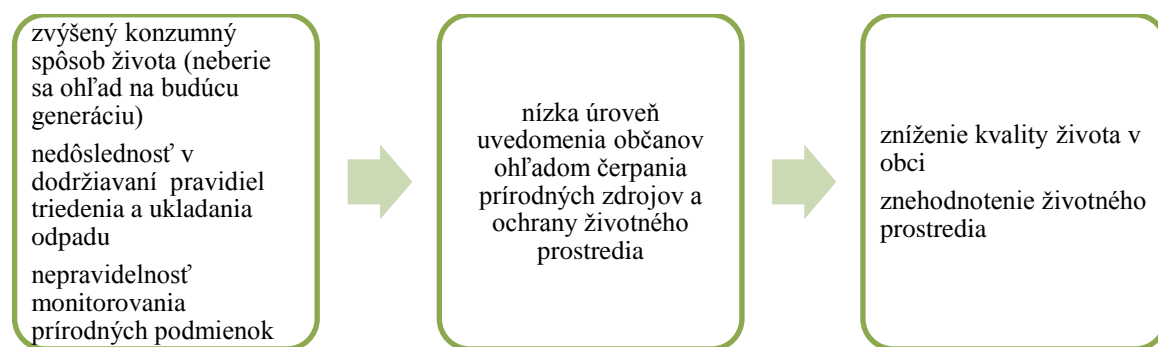 zvýšený konzumný
spôsob života (neberie
sa ohľad na budúcu
generáciu)
nedôslednosť v
dodržiavaní pravidiel
triedenia a ukladania
odpadu
nepravidelnosť
monitorovania
prírodných podmienok
nízka úroveň
uvedomenia občanov
ohľadom čerpania
prírodných zdrojov a
ochrany životného
prostredia
zníženie kvality života v
obci
znehodnotenie životného
prostredia